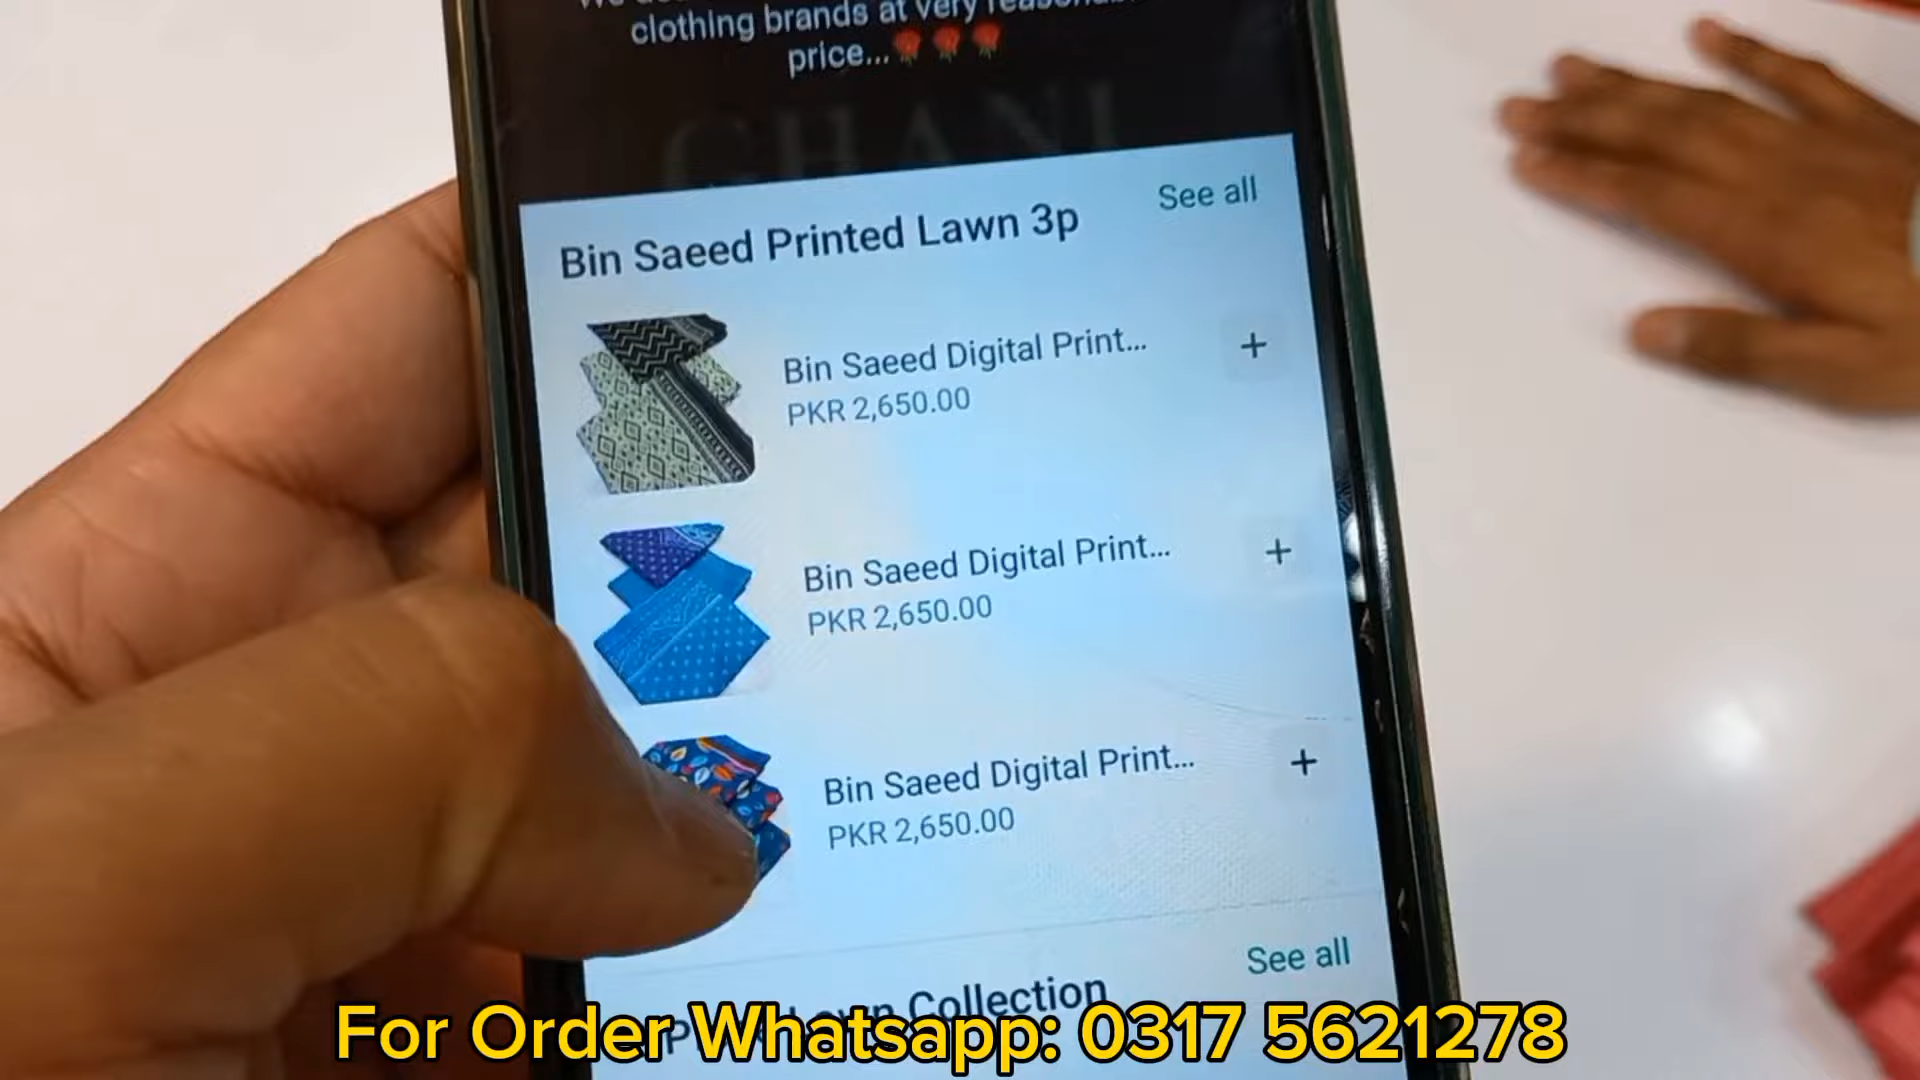 clothing brands at very
price...🌹🌹🌹
GHANI
See all
Bin Saeed Printed Lawn 3p
Bin Saeed Digital Print...
PKR 2,650.00
+
Bin Saeed Digital Print...
PKR 2,650.00
+
Bin Saeed Digital Print...
PKR 2,650.00
+
See all
Lawn Collection
For Order Whatsapp: 0317 5621278